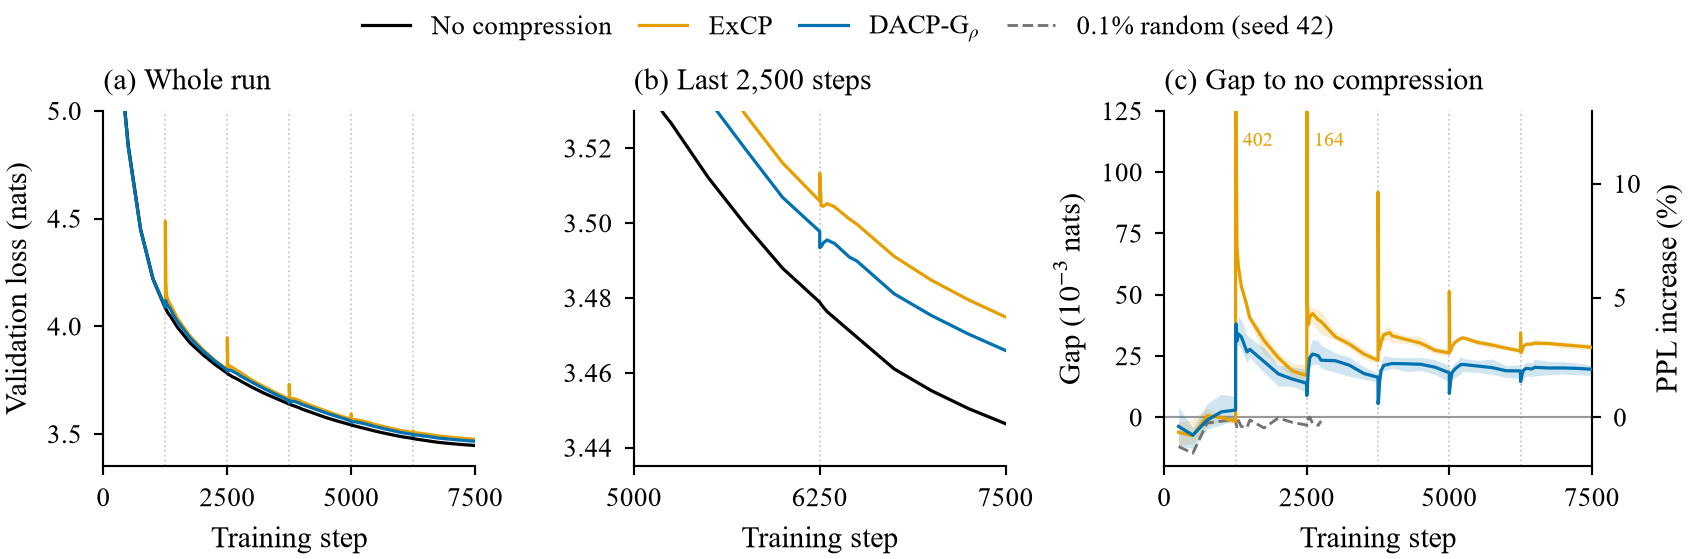 No compression ExCP DACP-Gρ 0.1% random (seed 42)
(a) Whole run
5.0
4.5
4.0
3.5
Validation loss (nats)
0 2500 5000 7500
Training step
(b) Last 2,500 steps
3.52
3.50
3.48
3.46
3.44
5000 6250 7500
Training step
(c) Gap to no compression
125
100
75
50
25
0
Gap (10⁻³ nats)
402 164
10
5
0
PPL increase (%)
0 2500 5000 7500
Training step